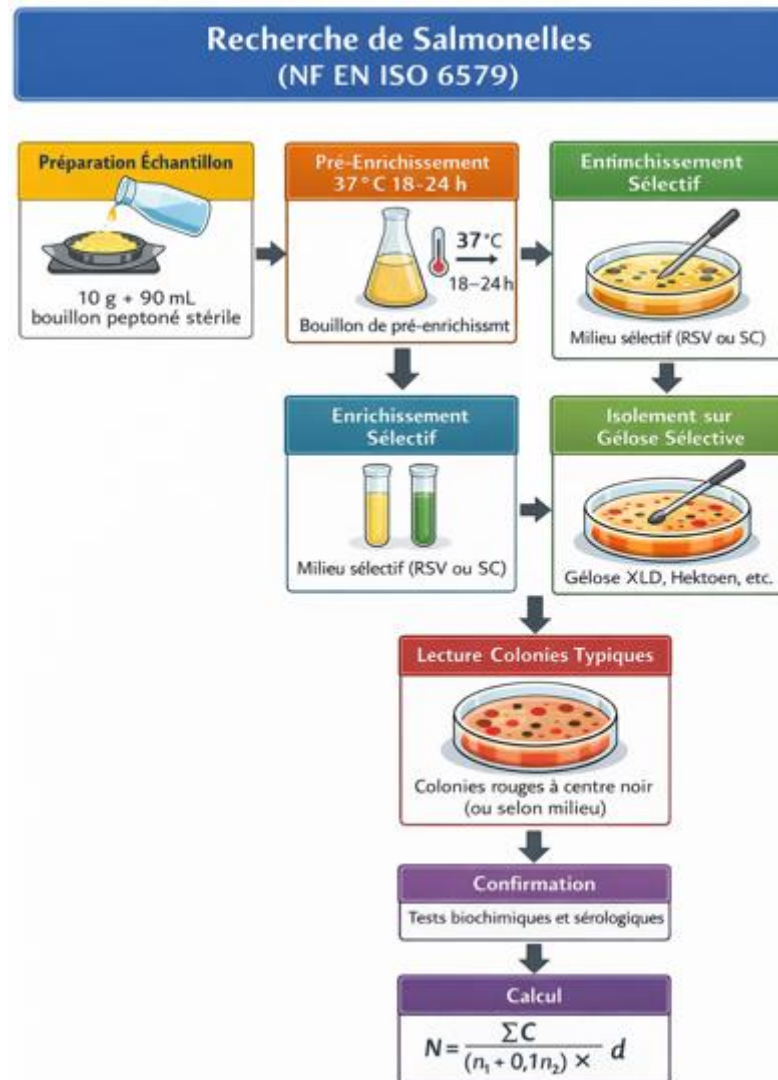 Recherche de Salmonelles
(NF EN ISO 6579)
Préparation Échantillon
10 g + 90 mL
bouillon peptoné stérile
Pré-Enrichissement
37°C 18-24 h
37°C
18–24 h
Bouillon de pré-enrichissmt
Entimchissement
Sélectif
Milieu sélectif (RSV ou SC)
Enrichissement
Sélectif
Milieu sélectif (RSV ou SC)
Isolement sur
Gélose Sélective
Gélose XLD, Hektoen, etc.
Lecture Colonies Typiques
Colonies rouges à centre noir
(ou selon milieu)
Confirmation
Tests biochimiques et sérologiques
Calcul
N = ΣC / (n₁ + 0,1n₂) × d